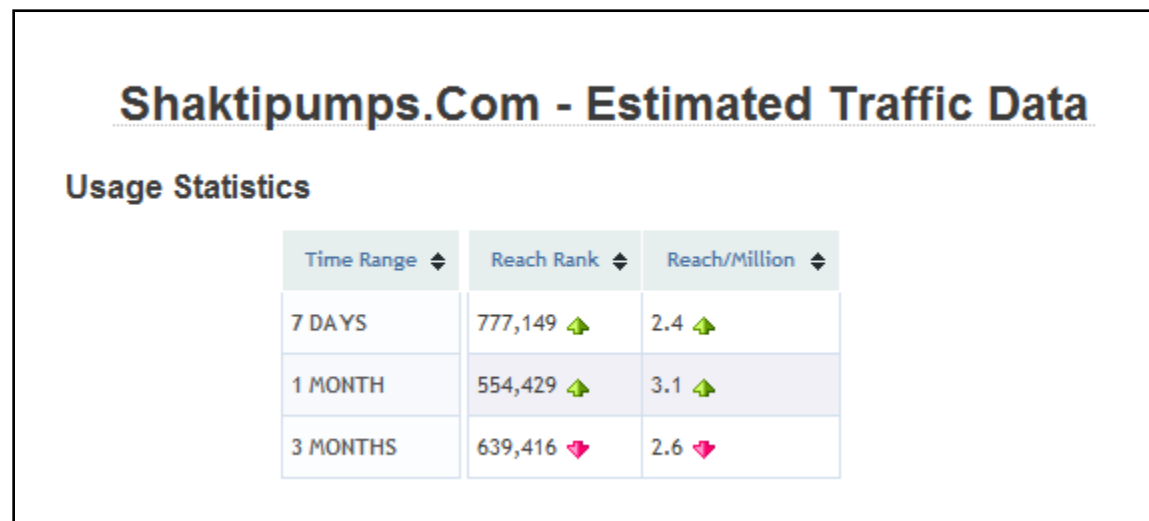 Shaktipumps.Com - Estimated Traffic Data
Usage Statistics
Time Range Reach Rank Reach/Million
7 DAYS 777,149 2.4
1 MONTH 554,429 3.1
3 MONTHS 639,416 2.6